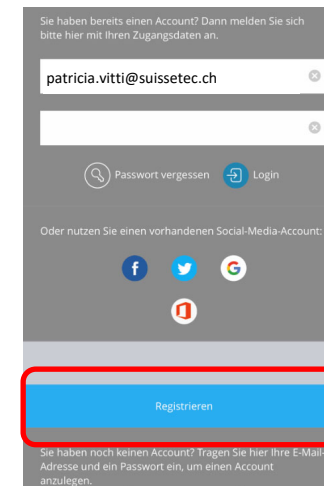 Sie haben bereits einen Account? Dann melden Sie sich
bitte hier mit Ihren Zugangsdaten an.
patricia.vitti@suissetec.ch
Passwort vergessen Login
Oder nutzen Sie einen vorhandenen Social-Media-Account:
Registrieren
Sie haben noch keinen Account? Tragen Sie hier Ihre E-Mail-
Adresse und ein Passwort ein, um einen Account
anzulegen.